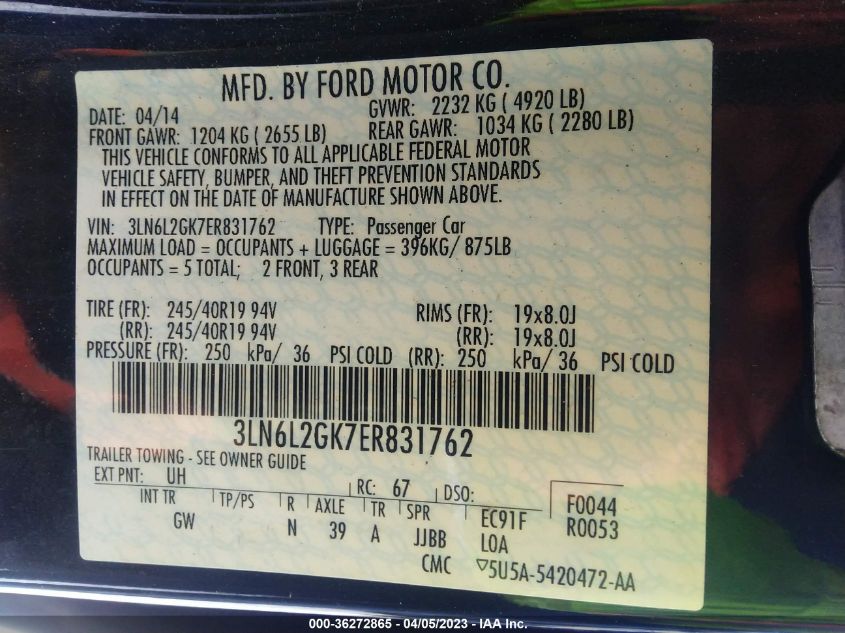 MFD. BY FORD MOTOR CO.
DATE: 04/14 GVWR: 2232 KG ( 4920 LB)
FRONT GAWR: 1204 KG ( 2655 LB) REAR GAWR: 1034 KG ( 2280 LB)
THIS VEHICLE CONFORMS TO ALL APPLICABLE FEDERAL MOTOR
VEHICLE SAFETY, BUMPER, AND THEFT PREVENTION STANDARDS
IN EFFECT ON THE DATE OF MANUFACTURE SHOWN ABOVE.
VIN: 3LN6L2GK7ER831762 TYPE: Passenger Car
MAXIMUM LOAD = OCCUPANTS + LUGGAGE = 396KG/ 875LB
OCCUPANTS = 5 TOTAL; 2 FRONT, 3 REAR
TIRE (FR): 245/40R19 94V RIMS (FR): 19x8.0J
(RR): 245/40R19 94V (RR): 19x8.0J
PRESSURE (FR): 250 kPa/ 36 PSI COLD (RR): 250 kPa/ 36 PSI COLD
3LN6L2GK7ER831762
TRAILER TOWING - SEE OWNER GUIDE
EXT PNT: UH RC: 67 DSO:
INT TR TP/PS R AXLE TR SPR EC91F F0044
GW N 39 A JJBB LOA R0053
CMC ▽5U5A-5420472-AA
000-36272865 - 04/05/2023 - IAA Inc.